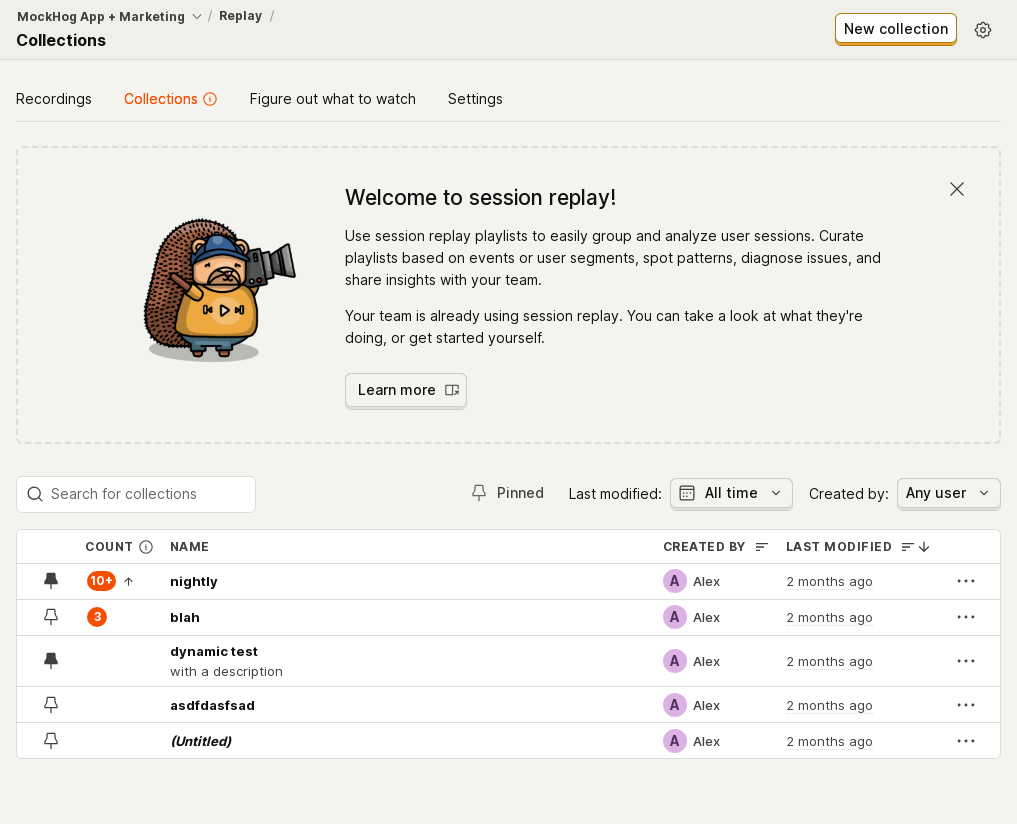 MockHog App + Marketing / Replay /
Collections
New collection
Recordings Collections Figure out what to watch Settings
Welcome to session replay!
Use session replay playlists to easily group and analyze user sessions. Curate
playlists based on events or user segments, spot patterns, diagnose issues, and
share insights with your team.
Your team is already using session replay. You can take a look at what they're
doing, or get started yourself.
Learn more
Search for collections Pinned Last modified: All time Created by: Any user
COUNT NAME CREATED BY LAST MODIFIED
10+ nightly A Alex 2 months ago
3 blah A Alex 2 months ago
dynamic test
with a description A Alex 2 months ago
asdfdasfsad A Alex 2 months ago
(Untitled) A Alex 2 months ago